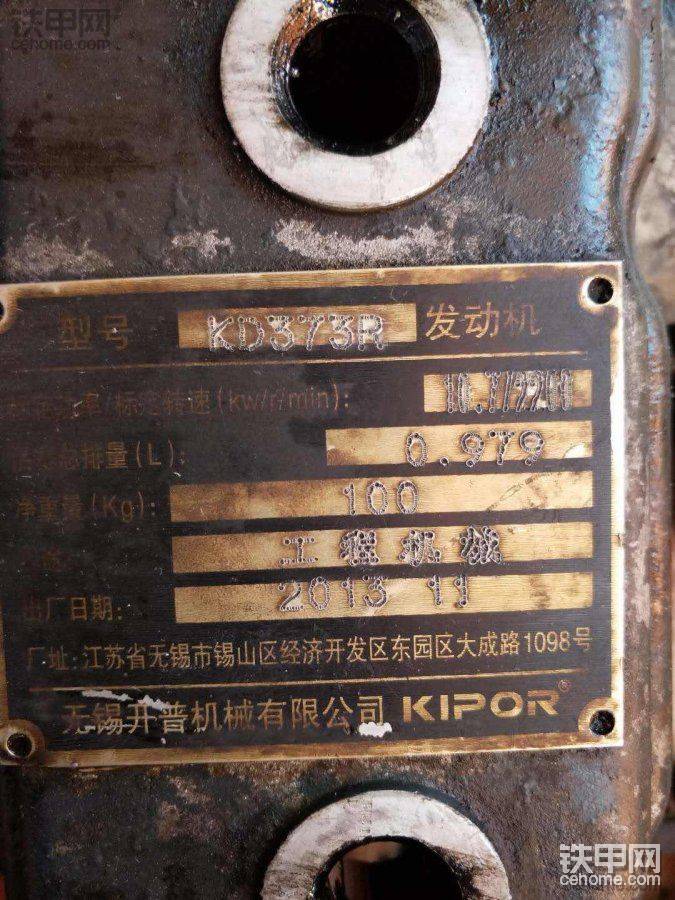 铁甲网
cehome.com
型号 KD373R 发动机
/标定转速(kw/r/min):
总排量(L): 0.979
净重量(Kg): 100
工程机械
出厂日期: 2013 11
厂址:江苏省无锡市锡山区经济开发区东园区大成路1098号
无锡开普机械有限公司 KIPOR®
铁甲网
cehome.com